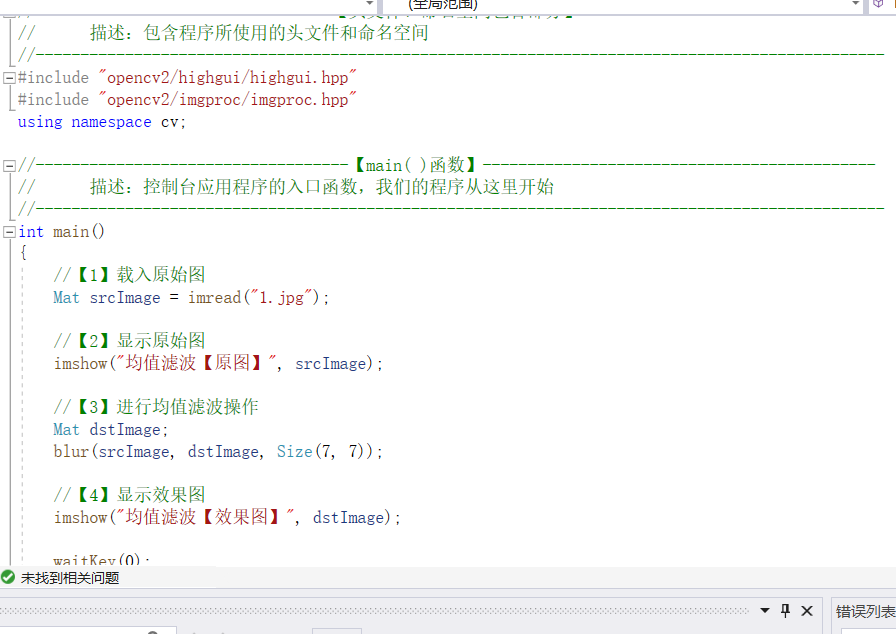 (全局范围)
//      描述：包含程序所使用的头文件和命名空间
//------------------------------------------------------------------------------------------------
#include "opencv2/highgui/highgui.hpp"
#include "opencv2/imgproc/imgproc.hpp"
using namespace cv;
//-----------------------------------【main( )函数】--------------------------------------------
//      描述：控制台应用程序的入口函数，我们的程序从这里开始
//------------------------------------------------------------------------------------------------
int main()
{
//【1】载入原始图
Mat srcImage = imread("1.jpg");
//【2】显示原始图
imshow("均值滤波【原图】", srcImage);
//【3】进行均值滤波操作
Mat dstImage;
blur(srcImage, dstImage, Size(7, 7));
//【4】显示效果图
imshow("均值滤波【效果图】", dstImage);
waitKey(0);
未找到相关问题
错误列表